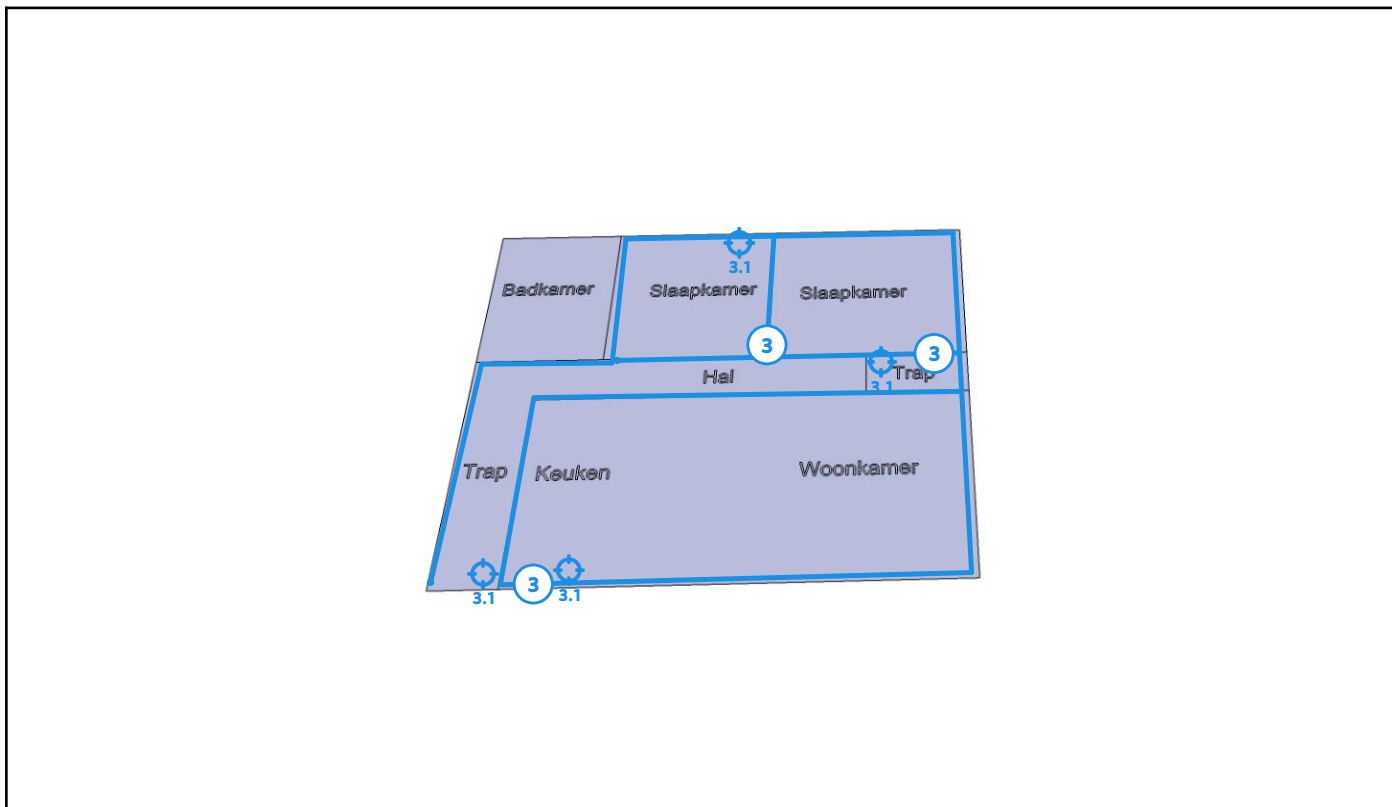 3.1
Badkamer
Slaapkamer
Slaapkamer
3
3
Hal
3.1
Trap
Trap
Keuken
Woonkamer
3.1
3
3.1